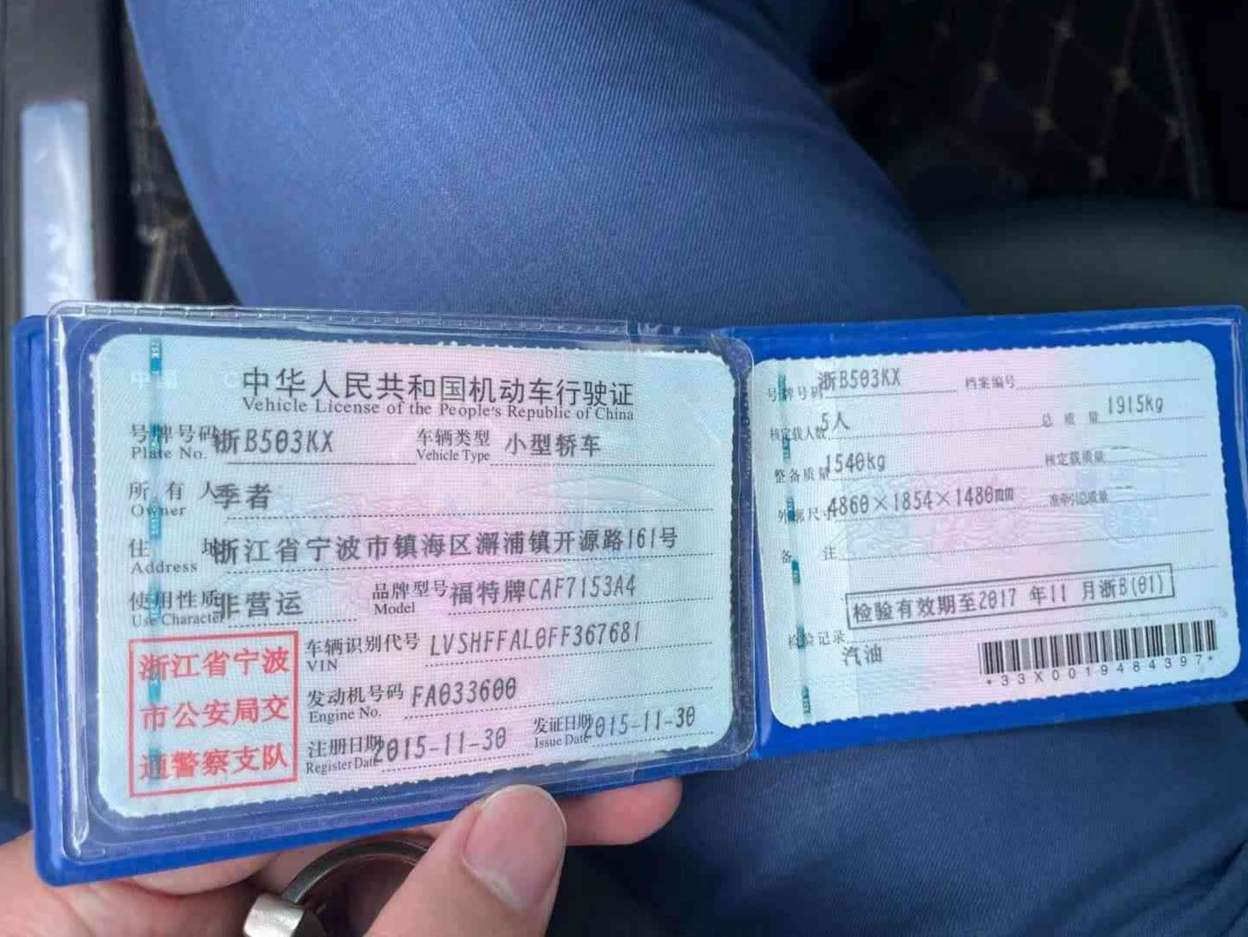 中华人民共和国机动车行驶证
Vehicle License of the People's Republic of China
号牌号码 浙B503KX 车辆类型 小型轿车
Plate No. Vehicle Type
所有人 季者
Owner
住址 浙江省宁波市镇海区澥浦镇开源路161号
Address
使用性质 非营运 品牌型号 福特牌CAF7153A4
Use Character Model
浙江省宁波
市公安局交
通警察支队
车辆识别代号 LVSHFFAL0FF367681
VIN
发动机号码 FA033600
Engine No.
注册日期 2015-11-30 发证日期 2015-11-30
Register Date Issue Date
号牌号码 浙B503KX 档案编号
核定载人数 5人 总质量 1915kg
整备质量 1540kg 核定载质量 --
外廓尺寸 4860×1854×1480mm 准牵引总质量 --
备注
检验有效期至2017年11月浙B(01)
检验记录
汽油
*33X0019484397*